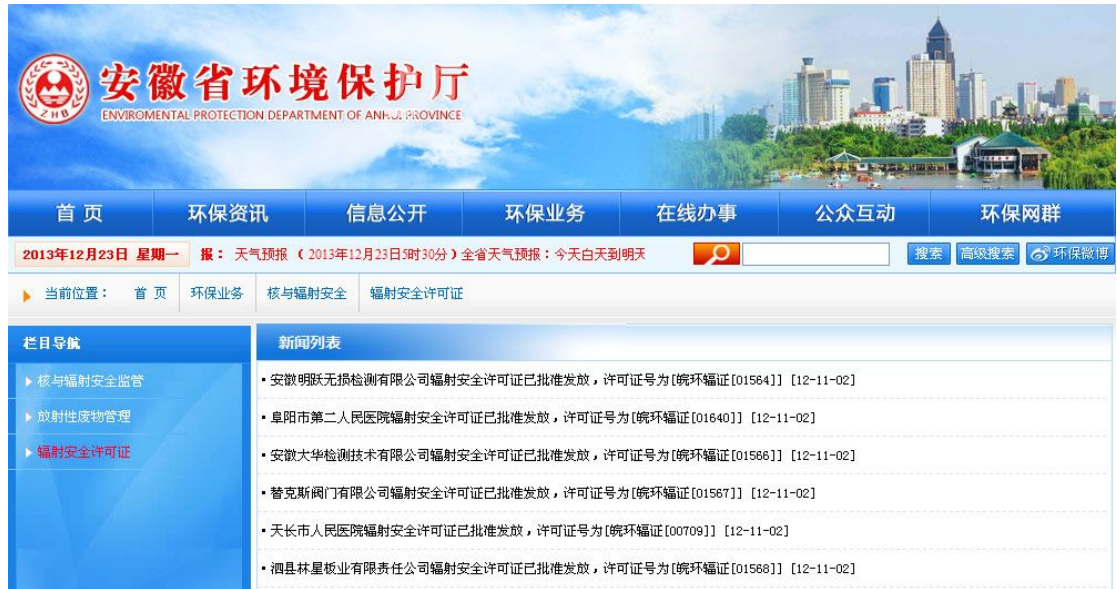 安徽省环境保护厅
ENVIROMENTAL PROTECTION DEPARTMENT OF ANHUI PROVINCE
ZHB
首 页 环保资讯 信息公开 环保业务 在线办事 公众互动 环保网群
2013年12月23日 星期一 报： 天气预报 （ 2013年12月23日5时30分 ）全省天气预报：今天白天到明天 搜索 高级搜索 环保微博
当前位置： 首 页 环保业务 核与辐射安全 辐射安全许可证
栏目导航
核与辐射安全监管
放射性废物管理
辐射安全许可证
新闻列表
▪ 安徽明跃无损检测有限公司辐射安全许可证已批准发放，许可证号为[皖环辐证[01564]] [12-11-02]
▪ 阜阳市第二人民医院辐射安全许可证已批准发放，许可证号为[皖环辐证[01640]] [12-11-02]
▪ 安徽大华检测技术有限公司辐射安全许可证已批准发放，许可证号为[皖环辐证[01566]] [12-11-02]
▪ 替克斯阀门有限公司辐射安全许可证已批准发放，许可证号为[皖环辐证[01567]] [12-11-02]
▪ 天长市人民医院辐射安全许可证已批准发放，许可证号为[皖环辐证[00709]] [12-11-02]
▪ 泗县林星板业有限责任公司辐射安全许可证已批准发放，许可证号为[皖环辐证[01568]] [12-11-02]